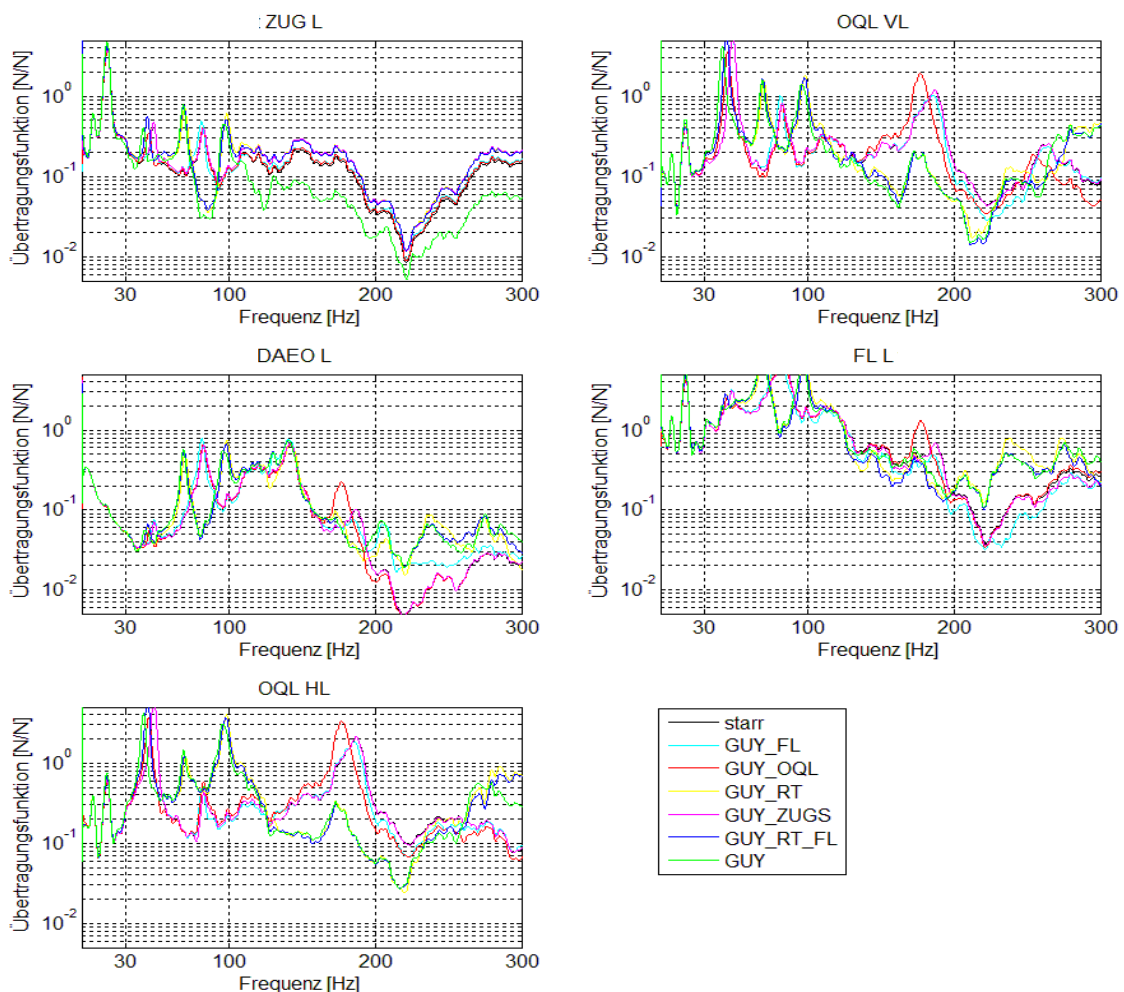 : ZUG L
Übertragungsfunktion [N/N]
10^0
10^-1
10^-2
30 100 200 300
Frequenz [Hz]
OQL VL
Übertragungsfunktion [N/N]
10^0
10^-1
10^-2
30 100 200 300
Frequenz [Hz]
DAEO L
Übertragungsfunktion [N/N]
10^0
10^-1
10^-2
30 100 200 300
Frequenz [Hz]
FL L
Übertragungsfunktion [N/N]
10^0
10^-1
10^-2
30 100 200 300
Frequenz [Hz]
OQL HL
Übertragungsfunktion [N/N]
10^0
10^-1
10^-2
30 100 200 300
Frequenz [Hz]
starr
GUY_FL
GUY_OQL
GUY_RT
GUY_ZUGS
GUY_RT_FL
GUY